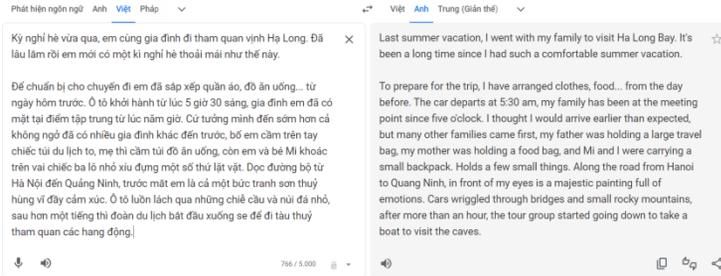 Phát hiện ngôn ngữ Anh Việt Pháp
Việt Anh Trung (Giản thể)
Kỳ nghỉ hè vừa qua, em cùng gia đình đi tham quan vịnh Hạ Long. Đã
lâu lắm rồi em mới có một kì nghỉ hè thoải mái như thế này.
Để chuẩn bị cho chuyến đi em đã sắp xếp quần áo, đồ ăn uống... từ
ngày hôm trước. Ô tô khởi hành từ lúc 5 giờ 30 sáng, gia đình em đã có
mặt tại điểm tập trung từ lúc năm giờ. Cứ tưởng mình đến sớm hơn cả
không ngờ đã có nhiều gia đình khác đến trước, bố em cầm trên tay
chiếc túi du lịch to, mẹ thì cầm túi đồ ăn uống, còn em và bé Mi khoác
trên vai chiếc ba lô nhỏ xíu đựng một số thứ lặt vặt. Dọc đường bộ từ
Hà Nội đến Quảng Ninh, trước mắt em là cả một bức tranh sơn thuỷ
hùng vĩ đầy cảm xúc. Ô tô luồn lách qua những chiế cầu và núi đá nhỏ,
sau hơn một tiếng thì đoàn du lịch bắt đầu xuống se để đi tàu thuỷ
tham quan các hang động.
766 / 5.000
Last summer vacation, I went with my family to visit Ha Long Bay. It's
been a long time since I had such a comfortable summer vacation.
To prepare for the trip, I have arranged clothes, food... from the day
before. The car departs at 5:30 am, my family has been at the meeting
point since five o'clock. I thought I would arrive earlier than expected,
but many other families came first, my father was holding a large travel
bag, my mother was holding a food bag, and Mi and I were carrying a
small backpack. Holds a few small things. Along the road from Hanoi
to Quang Ninh, in front of my eyes is a majestic painting full of
emotions. Cars wriggled through bridges and small rocky mountains,
after more than an hour, the tour group started going down to take a
boat to visit the caves.